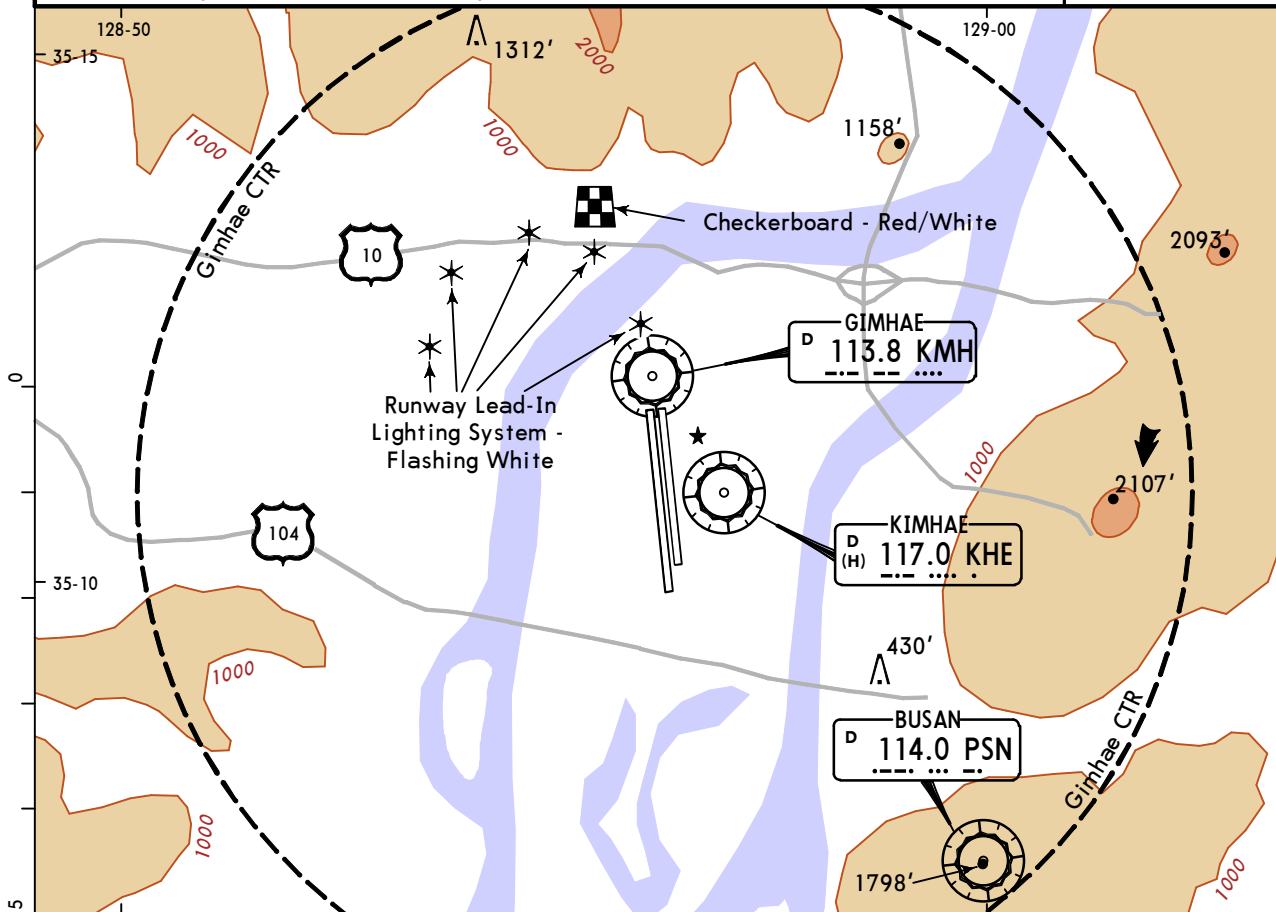 128-50
129-00
35-15
1312'
2000
1000
1000
1158'
Gimhae CTR
Checkerboard - Red/White
10
2093'
GIMHAE
D 113.8 KMH
0
Runway Lead-In
Lighting System -
Flashing White
1000
2107'
104
KIMHAE
D
(H) 117.0 KHE
35-10
430'
1000
BUSAN
D 114.0 PSN
Gimhae CTR
1000
1798'
1000
5